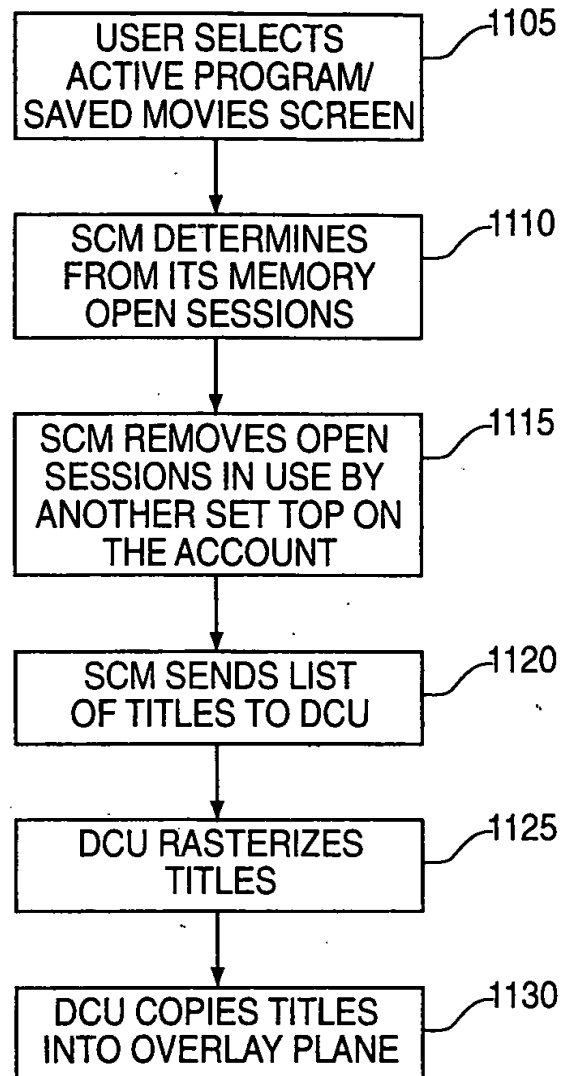 USER SELECTS
ACTIVE PROGRAM/
SAVED MOVIES SCREEN
1105
SCM DETERMINES
FROM ITS MEMORY
OPEN SESSIONS
1110
SCM REMOVES OPEN
SESSIONS IN USE BY
ANOTHER SET TOP ON
THE ACCOUNT
1115
SCM SENDS LIST
OF TITLES TO DCU
1120
DCU RASTERIZES
TITLES
1125
DCU COPIES TITLES
INTO OVERLAY PLANE
1130